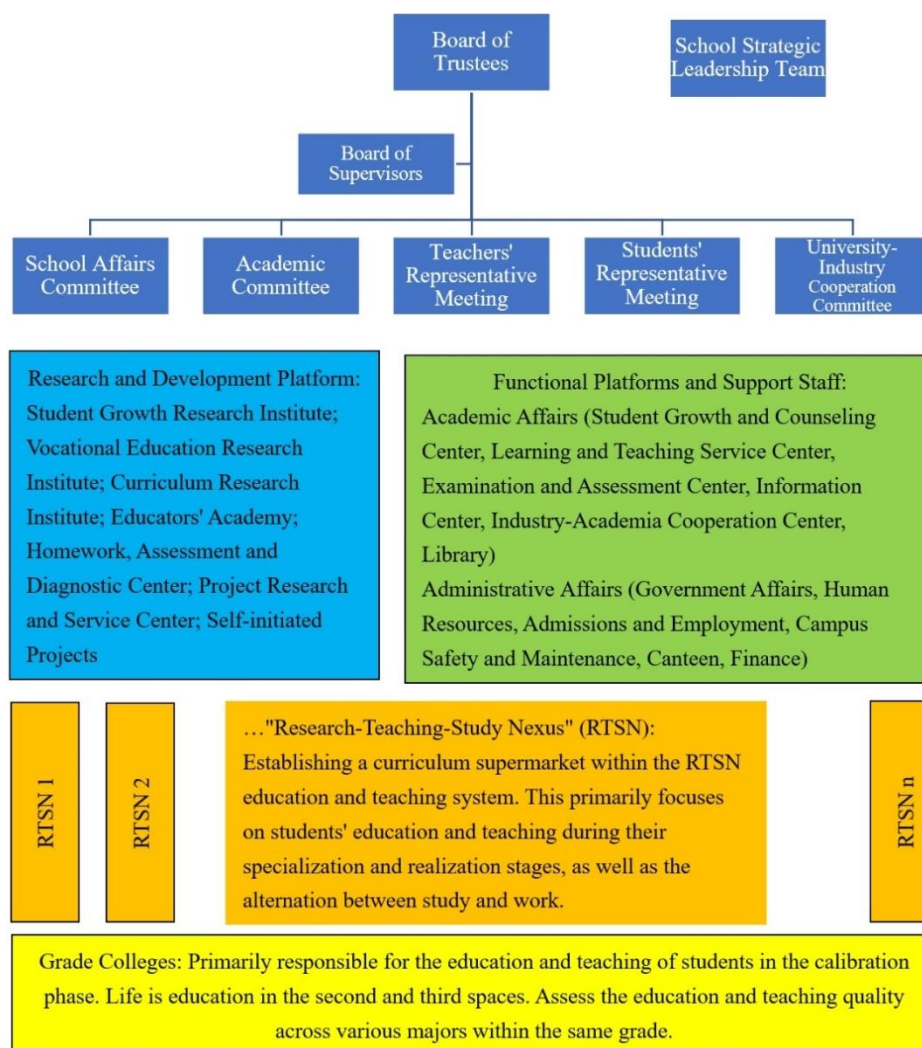 Board of
Trustees
School Strategic
Leadership Team
Board of
Supervisors
School Affairs
Committee
Academic
Committee
Teachers'
Representative
Meeting
Students'
Representative
Meeting
University-
Industry
Cooperation
Committee
Research and Development Platform:
Student Growth Research Institute;
Vocational Education Research
Institute; Curriculum Research
Institute; Educators' Academy;
Homework, Assessment and
Diagnostic Center; Project Research
and Service Center; Self-initiated
Projects
Functional Platforms and Support Staff:
Academic Affairs (Student Growth and Counseling
Center, Learning and Teaching Service Center,
Examination and Assessment Center, Information
Center, Industry-Academia Cooperation Center,
Library)
Administrative Affairs (Government Affairs, Human
Resources, Admissions and Employment, Campus
Safety and Maintenance, Canteen, Finance)
RTSN 1
RTSN 2
…"Research-Teaching-Study Nexus" (RTSN):
Establishing a curriculum supermarket within the RTSN
education and teaching system. This primarily focuses
on students' education and teaching during their
specialization and realization stages, as well as the
alternation between study and work.
RTSN n
Grade Colleges: Primarily responsible for the education and teaching of students in the calibration
phase. Life is education in the second and third spaces. Assess the education and teaching quality
across various majors within the same grade.